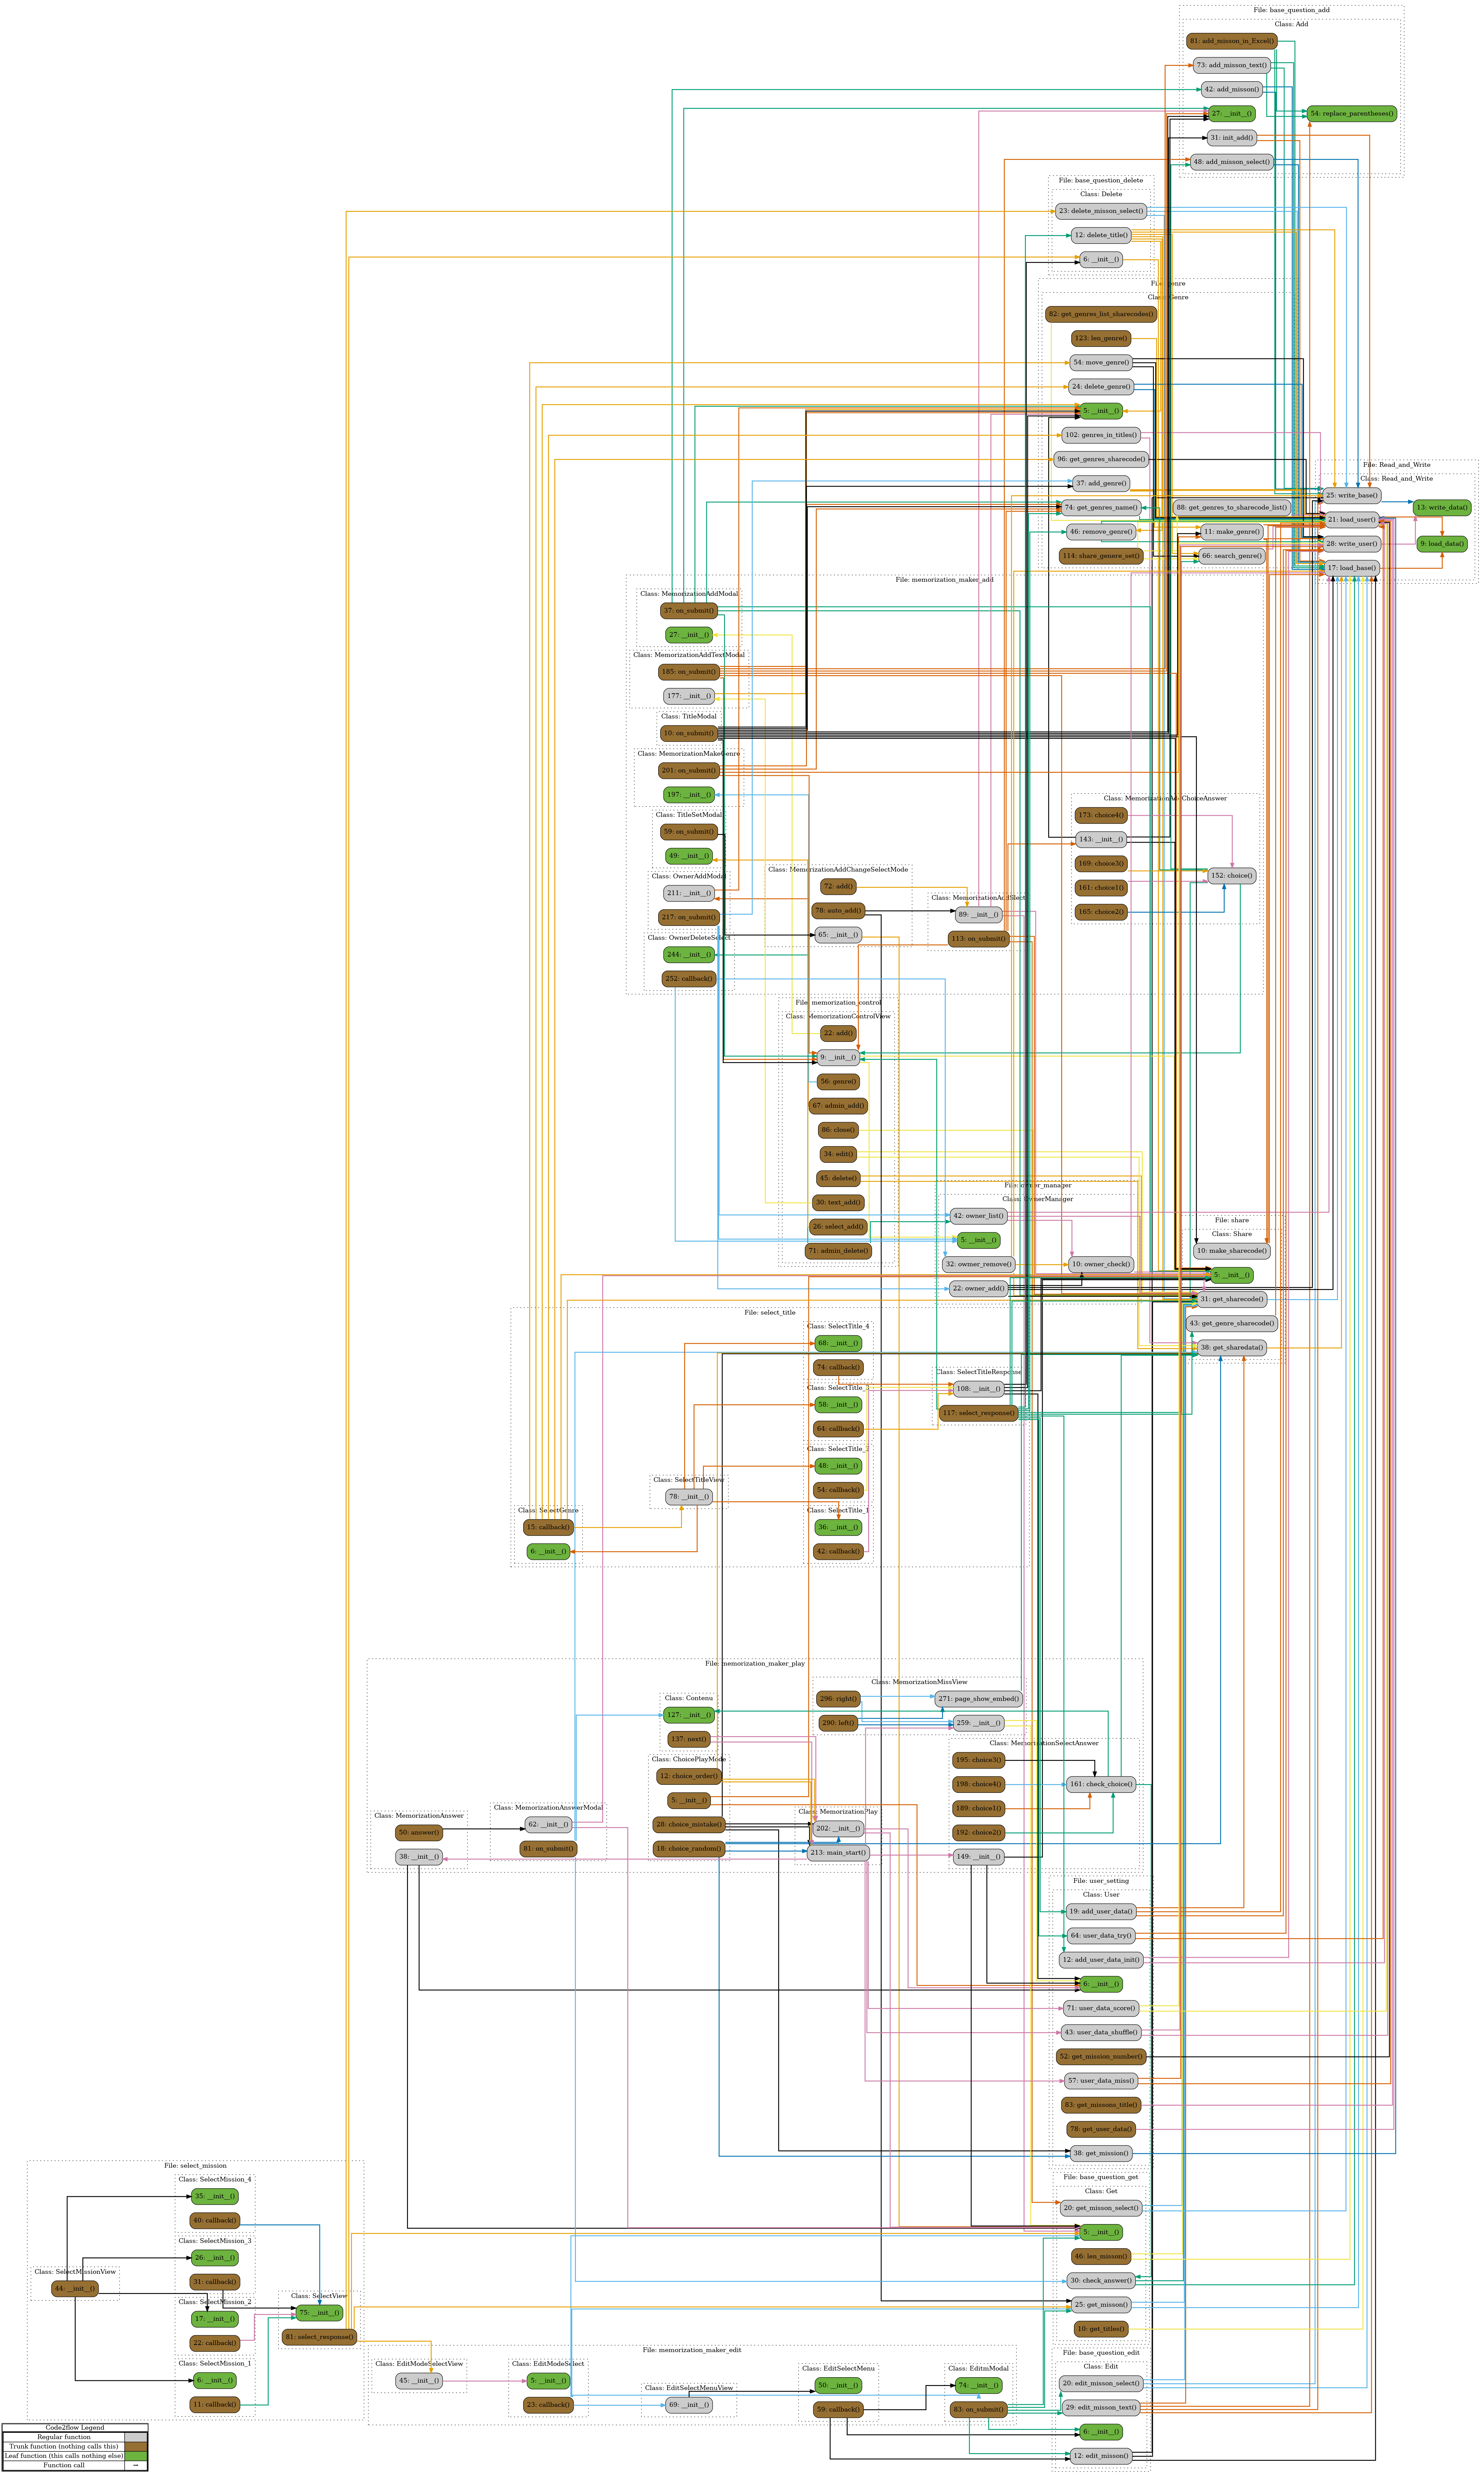 File: base_question_add
Class: Add
81: add_misson_in_Excel()
73: add_misson_text()
42: add_misson()
27: __init__()
54: replace_parentheses()
31: init_add()
48: add_misson_select()
File: base_question_delete
Class: Delete
23: delete_misson_select()
12: delete_title()
6: __init__()
File: genre
Class: Genre
82: get_genres_list_sharecodes()
123: len_genre()
54: move_genre()
24: delete_genre()
5: __init__()
102: genres_in_titles()
96: get_genres_sharecode()
37: add_genre()
74: get_genres_name()
88: get_genres_to_sharecode_list()
46: remove_genre()
11: make_genre()
114: share_genere_set()
66: search_genre()
File: Read_and_Write
Class: Read_and_Write
25: write_base()
13: write_data()
21: load_user()
28: write_user()
9: load_data()
17: load_base()
File: memorization_maker_add
Class: MemorizationAddModal
37: on_submit()
27: __init__()
Class: MemorizationAddTextModal
185: on_submit()
177: __init__()
Class: TitleModal
10: on_submit()
Class: MemorizationMakeGenre
201: on_submit()
197: __init__()
Class: TitleSetModal
59: on_submit()
49: __init__()
Class: OwnerAddModal
211: __init__()
217: on_submit()
Class: OwnerDeleteSelect
244: __init__()
252: callback()
Class: MemorizationAddChangeSelectMode
72: add()
78: auto_add()
65: __init__()
Class: MemorizationAddSlect
89: __init__()
113: on_submit()
Class: MemorizationAddChoiceAnswer
173: choice4()
143: __init__()
169: choice3()
161: choice1()
165: choice2()
152: choice()
File: memorization_control
Class: MemorizationControlView
22: add()
9: __init__()
56: genre()
67: admin_add()
86: close()
34: edit()
45: delete()
30: text_add()
26: select_add()
71: admin_delete()
File: owner_manager
Class: OwnerManager
42: owner_list()
5: __init__()
32: owmer_remove()
10: owner_check()
22: owner_add()
File: share
Class: Share
10: make_sharecode()
5: __init__()
31: get_sharecode()
43: get_genre_sharecode()
38: get_sharedata()
File: select_title
Class: SelectTitle_4
68: __init__()
74: callback()
Class: SelectTitle_3
58: __init__()
64: callback()
Class: SelectTitle_2
48: __init__()
54: callback()
Class: SelectTitle_1
36: __init__()
42: callback()
Class: SelectTitleResponse
108: __init__()
117: select_response()
Class: SelectTitleView
78: __init__()
Class: SelectGenre
15: callback()
6: __init__()
File: memorization_maker_play
Class: MemorizationMissView
296: right()
271: page_show_embed()
290: left()
259: __init__()
Class: Contenu
127: __init__()
137: next()
Class: ChoicePlayMode
12: choice_order()
5: __init__()
28: choice_mistake()
18: choice_random()
Class: MemorizationPlay
202: __init__()
213: main_start()
Class: MemorizationSelectAnswer
195: choice3()
198: choice4()
189: choice1()
192: choice2()
161: check_choice()
149: __init__()
Class: MemorizationAnswer
50: answer()
38: __init__()
Class: MemorizationAnswerModal
62: __init__()
81: on_submit()
File: user_setting
Class: User
19: add_user_data()
64: user_data_try()
12: add_user_data_init()
6: __init__()
71: user_data_score()
43: user_data_shuffle()
52: get_mission_number()
57: user_data_miss()
83: get_missons_title()
78: get_user_data()
38: get_mission()
File: base_question_get
Class: Get
20: get_misson_select()
5: __init__()
46: len_misson()
30: check_answer()
25: get_misson()
10: get_titles()
File: select_mission
Class: SelectMission_4
35: __init__()
40: callback()
Class: SelectMission_3
26: __init__()
31: callback()
Class: SelectMissionView
44: __init__()
Class: SelectMission_2
17: __init__()
22: callback()
Class: SelectMission_1
6: __init__()
11: callback()
Class: SelectView
75: __init__()
81: select_response()
File: memorization_maker_edit
Class: EditModeSelectView
45: __init__()
Class: EditModeSelect
5: __init__()
23: callback()
Class: EditSelectMenuView
69: __init__()
Class: EditSelectMenu
50: __init__()
59: callback()
Class: EditmModal
74: __init__()
83: on_submit()
File: base_question_edit
Class: Edit
20: edit_misson_select()
29: edit_misson_text()
6: __init__()
12: edit_misson()
Code2flow Legend
Regular function
Trunk function (nothing calls this)
Leaf function (this calls nothing else)
Function call →